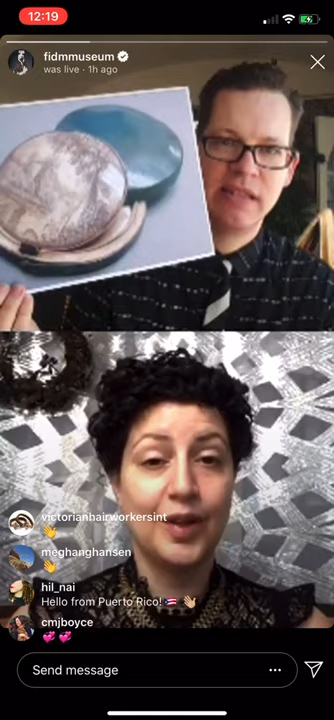 12:19
fidmmuseum
was live · 1h ago
victorianhairworkersint
👋
meghanghansen
👋
hil_nai
Hello from Puerto Rico! 🇵🇷 👋🏼
cmjboyce
💞 💞
Send message